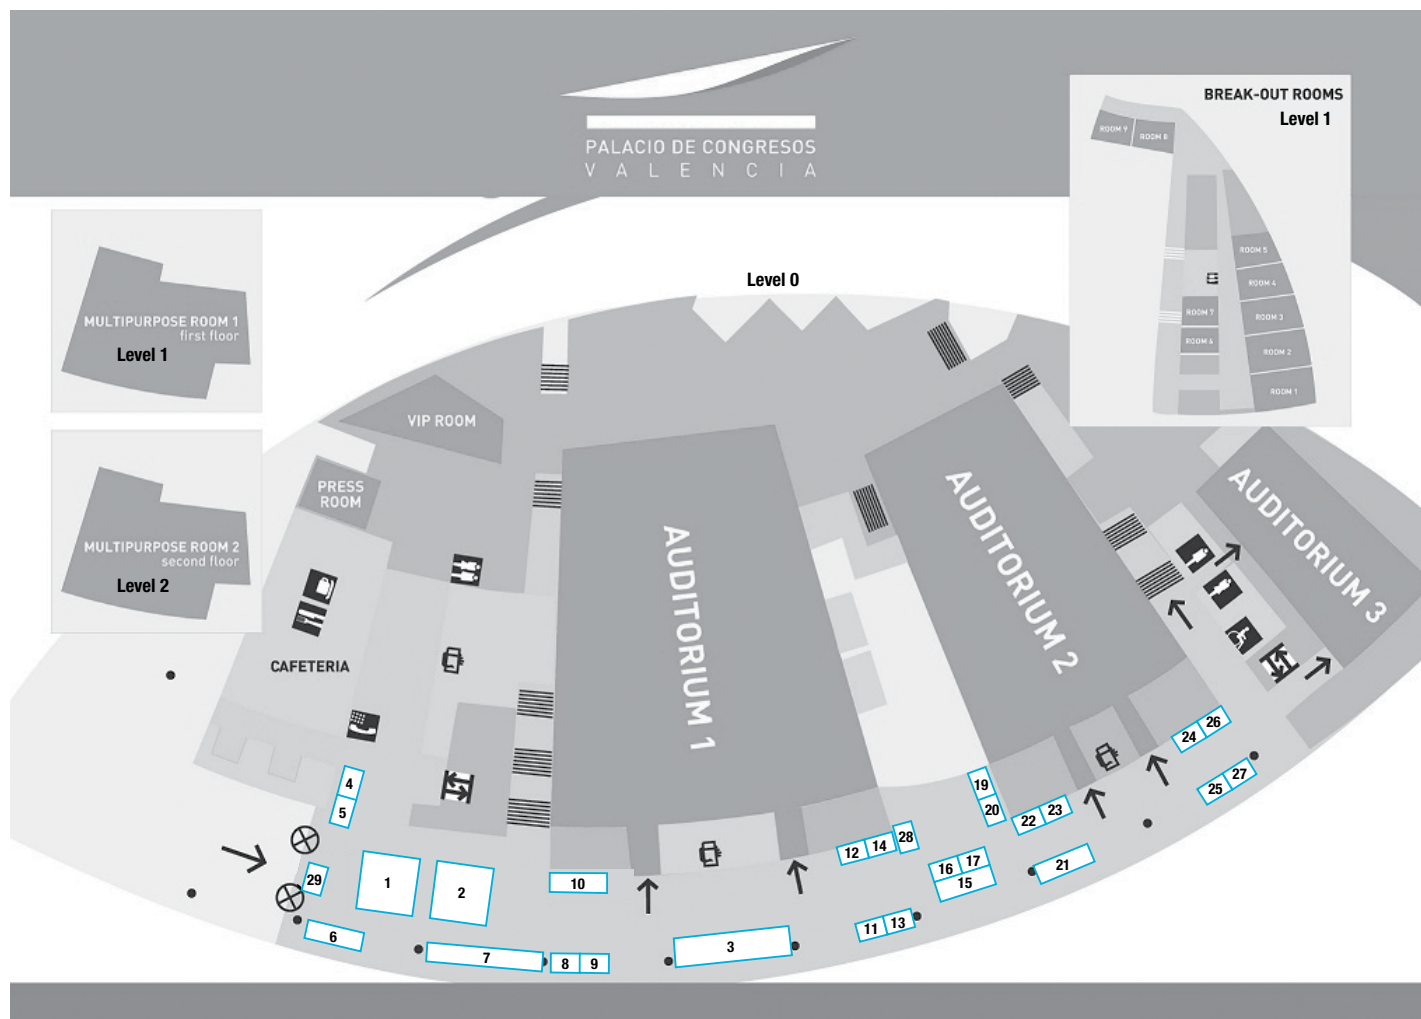 PALACIO DE CONGRESOS
VALENCIA
BREAK-OUT ROOMS
Level 1
ROOM 9
ROOM 8
ROOM 5
ROOM 4
ROOM 3
ROOM 2
ROOM 1
ROOM 7
ROOM 6
MULTIPURPOSE ROOM 1
first floor
Level 1
MULTIPURPOSE ROOM 2
second floor
Level 2
Level 0
VIP ROOM
PRESS
ROOM
CAFETERIA
AUDITORIUM 1
AUDITORIUM 2
AUDITORIUM 3
4
5
29
6
1
2
7
10
8
9
3
12
14
28
11
13
19
20
16
17
15
22
23
21
24
26
25
27